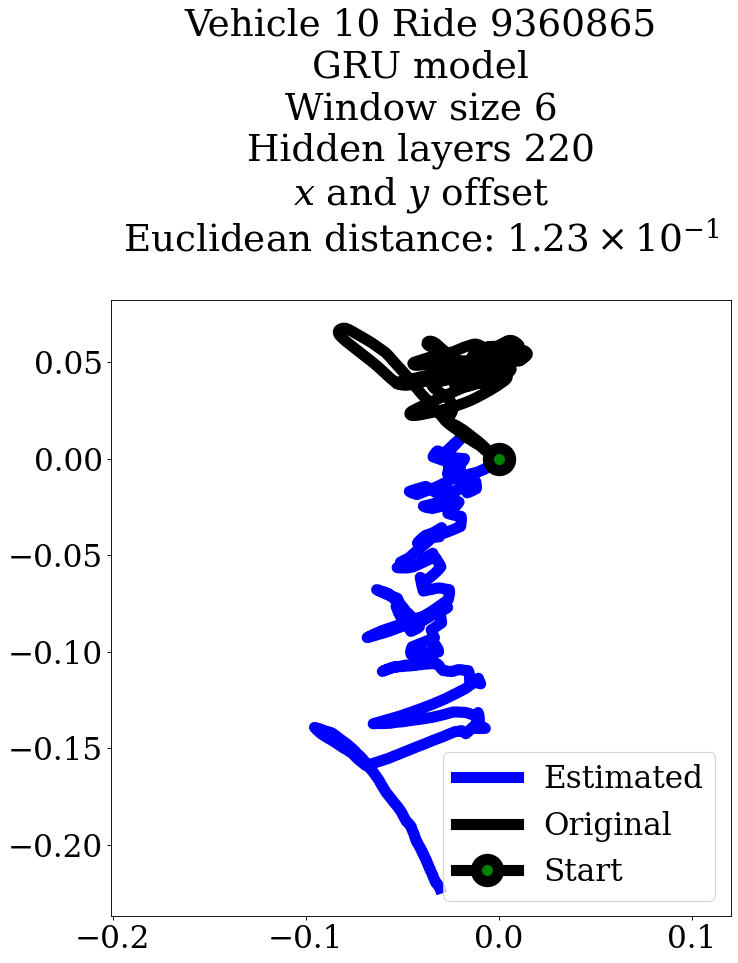 Vehicle 10 Ride 9360865
GRU model
Window size 6
Hidden layers 220
x and y offset
Euclidean distance: 1.23 × 10⁻¹
0.05
0.00
−0.05
−0.10
−0.15
−0.20
Estimated
Original
Start
−0.2
−0.1
0.0
0.1